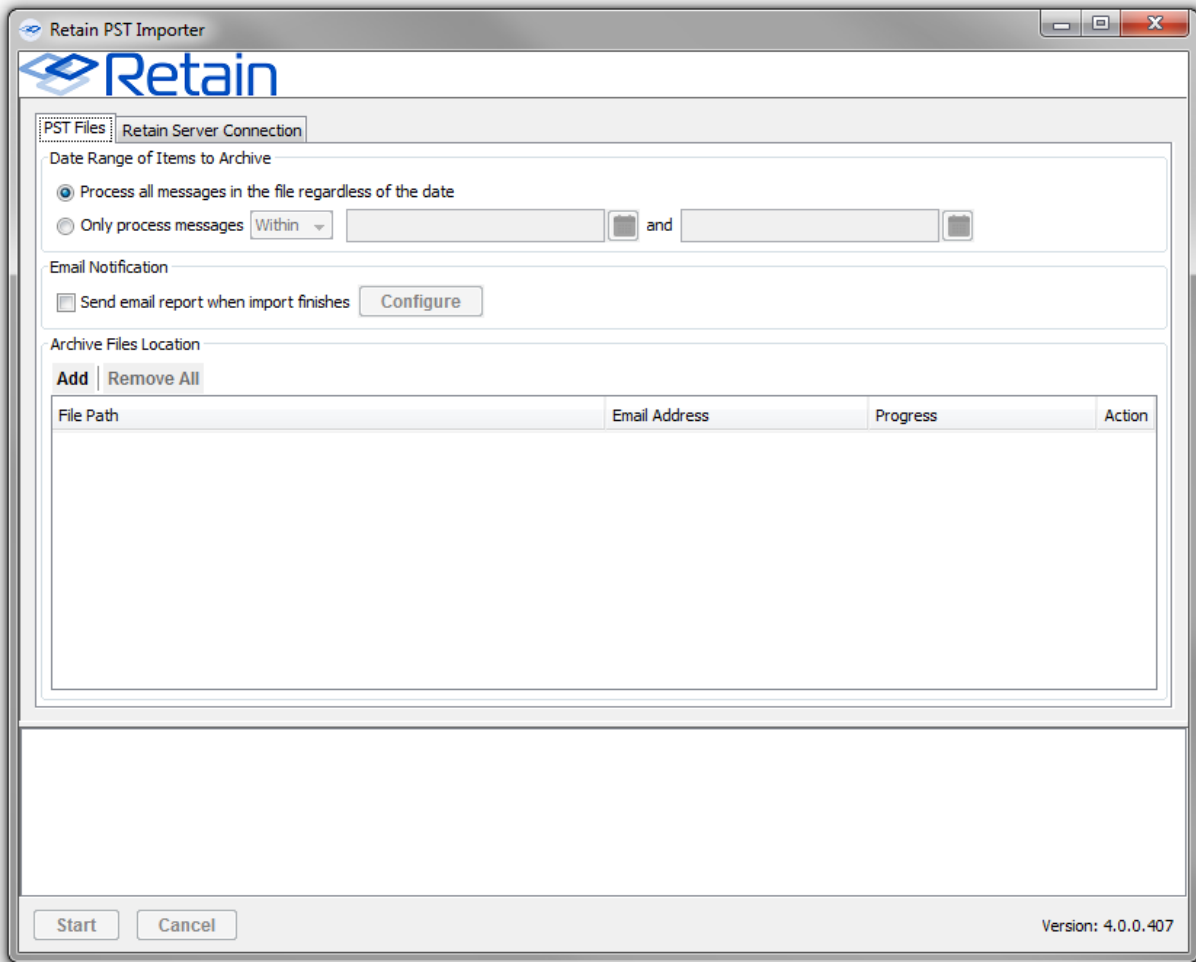 Retain PST Importer
Retain
PST Files Retain Server Connection
Date Range of Items to Archive
Process all messages in the file regardless of the date
Only process messages Within and
Email Notification
Send email report when import finishes Configure
Archive Files Location
Add Remove All
File Path Email Address Progress Action
Start Cancel Version: 4.0.0.407